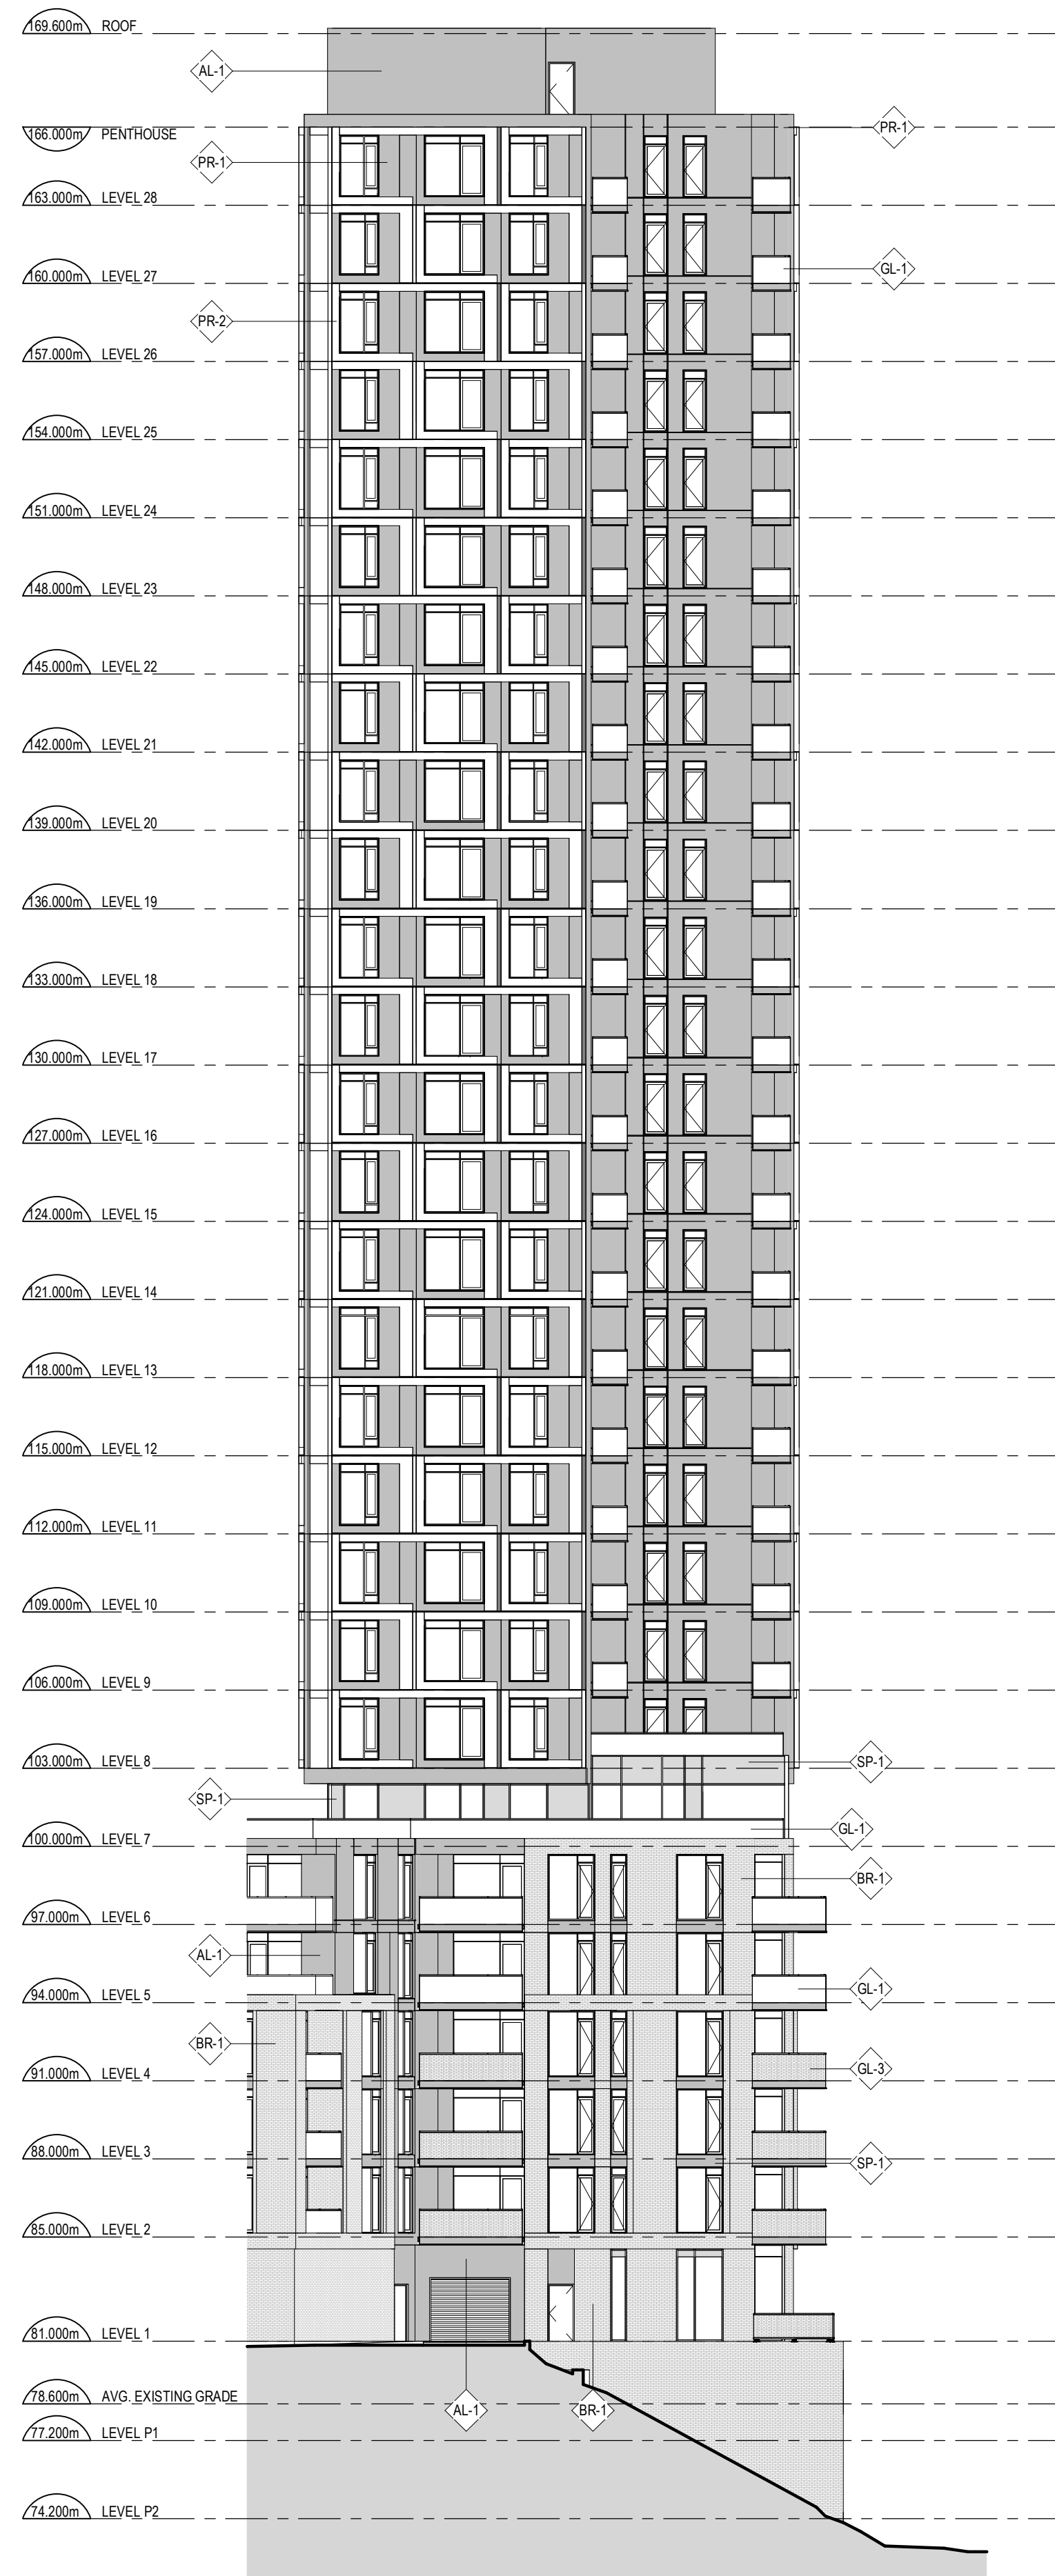 169.600m ROOF
AL-1
166.000m PENTHOUSE
PR-1
PR-1
163.000m LEVEL 28
160.000m LEVEL 27
GL-1
PR-2
157.000m LEVEL 26
154.000m LEVEL 25
151.000m LEVEL 24
148.000m LEVEL 23
145.000m LEVEL 22
142.000m LEVEL 21
139.000m LEVEL 20
136.000m LEVEL 19
133.000m LEVEL 18
130.000m LEVEL 17
127.000m LEVEL 16
124.000m LEVEL 15
121.000m LEVEL 14
118.000m LEVEL 13
115.000m LEVEL 12
112.000m LEVEL 11
109.000m LEVEL 10
106.000m LEVEL 9
103.000m LEVEL 8
SP-1
SP-1
GL-1
100.000m LEVEL 7
BR-1
97.000m LEVEL 6
AL-1
GL-1
94.000m LEVEL 5
BR-1
GL-3
91.000m LEVEL 4
88.000m LEVEL 3
SP-1
85.000m LEVEL 2
81.000m LEVEL 1
78.600m AVG. EXISTING GRADE
AL-1
BR-1
77.200m LEVEL P1
74.200m LEVEL P2